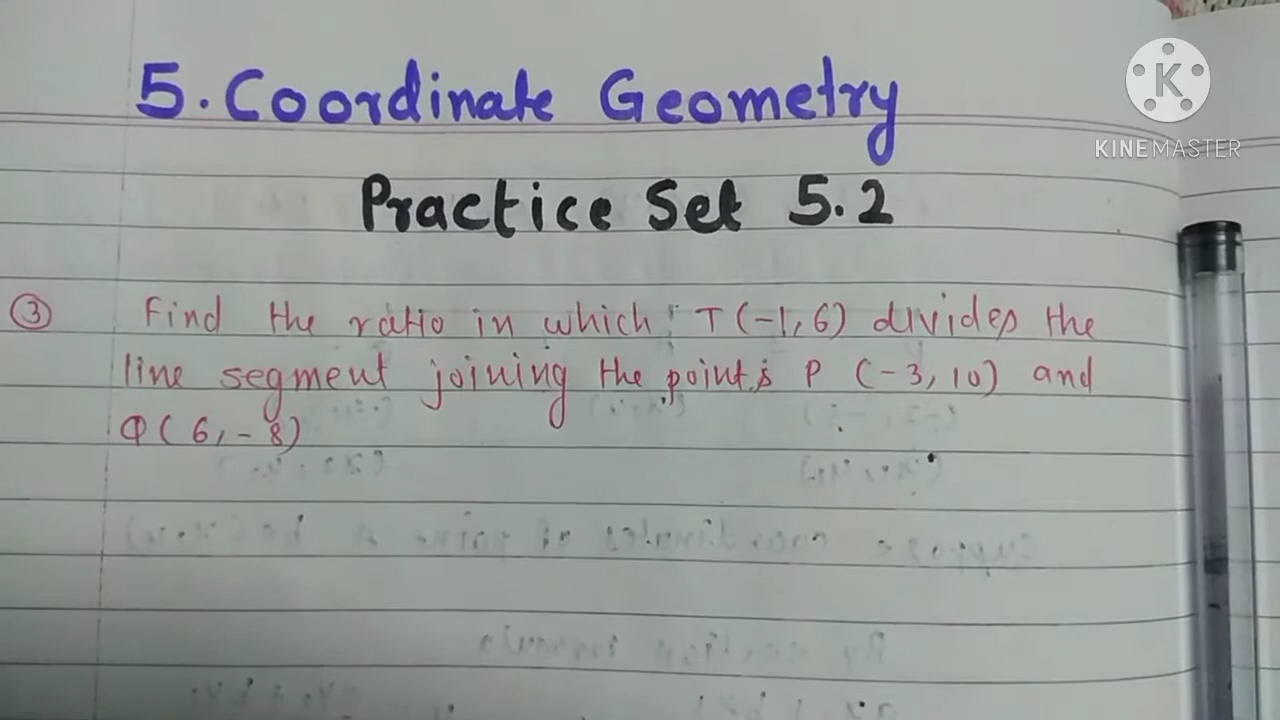 5. Coordinate Geometry
K
KINEMASTER
Practice Set 5.2
③ Find the ratio in which T (-1, 6) divides the
line segment joining the points P (-3, 10) and
Q (6, -8)